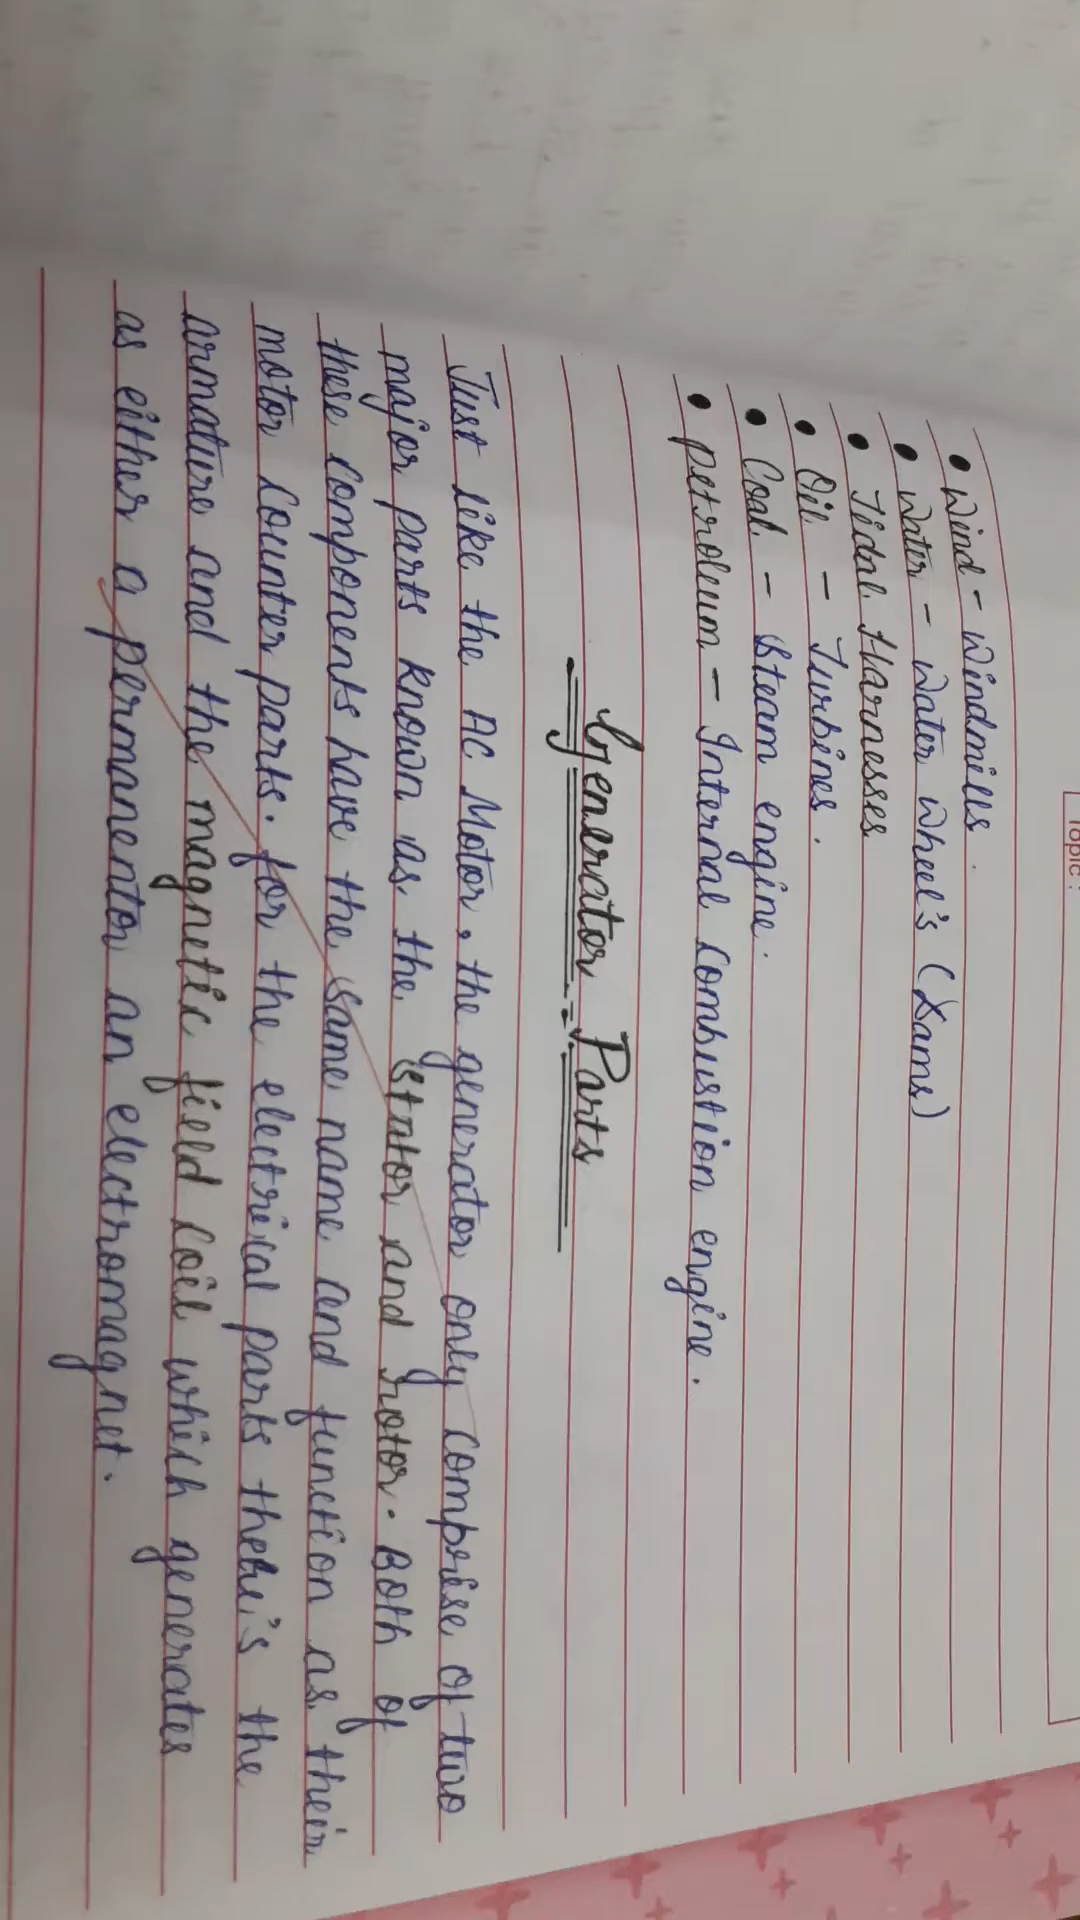 Topic:
• Wind - Windmills.
• Water - Water Wheel's (Dams)
• Tidal Harnesses
• Oil - Turbines.
• Coal - Steam engine.
• petroleum - Internal combustion engine.
Generator Parts
Just like the AC Motor, the generator only comprise of two
major parts known as the stator and rotor. Both of
these components have the same name and function as their
motor counter parts. for the electrical parts there's the
armature and the magnetic field coil which generates
as either a permanentor an electromagnet.